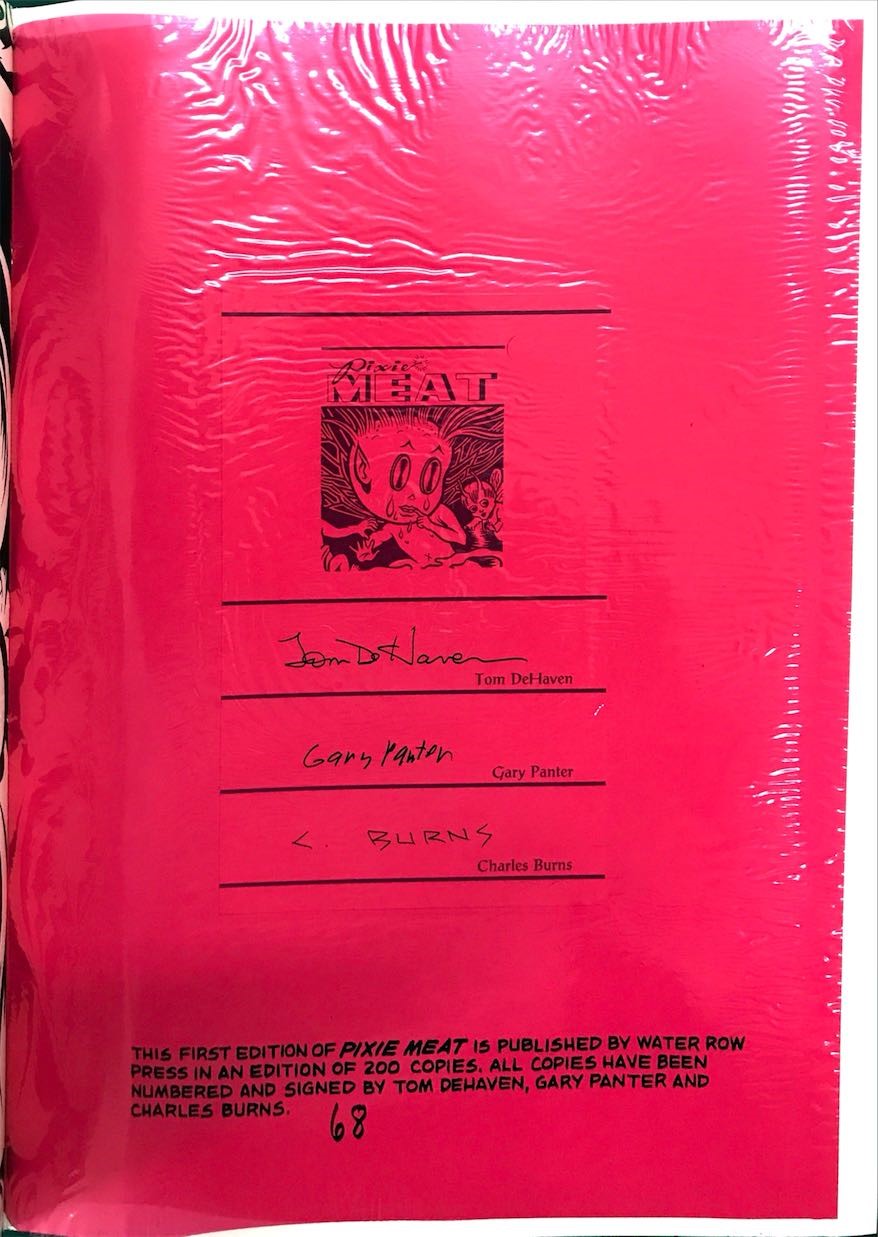 Pixie
MEAT
Tom De Haven
Tom DeHaven
Gary Panter
Gary Panter
C. BURNS
Charles Burns
THIS FIRST EDITION OF PIXIE MEAT IS PUBLISHED BY WATER ROW
PRESS IN AN EDITION OF 200 COPIES. ALL COPIES HAVE BEEN
NUMBERED AND SIGNED BY TOM DEHAVEN, GARY PANTER AND
CHARLES BURNS.
68